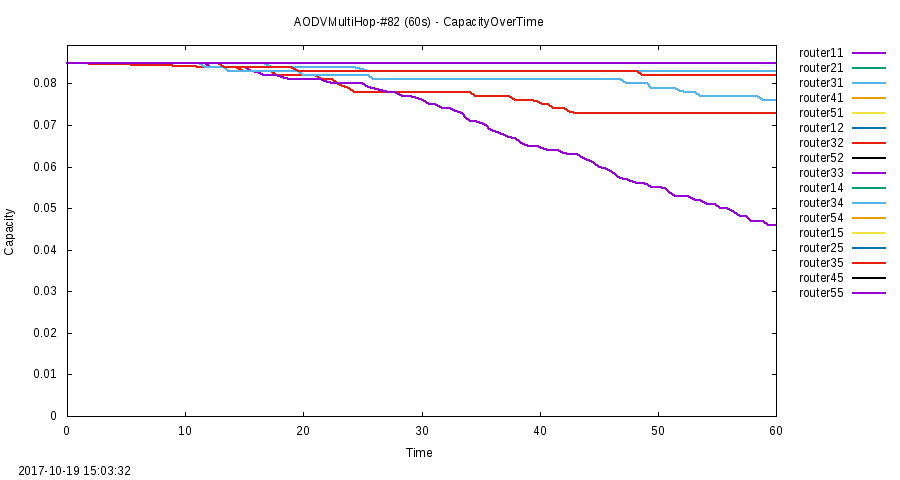 AODVMultiHop-#82 (60s) - CapacityOverTime
router11
router21
router31
router41
router51
router12
router32
router52
router33
router14
router34
router54
router15
router25
router35
router45
router55
0.08
0.07
0.06
0.05
0.04
0.03
0.02
0.01
0
Capacity
0 10 20 30 40 50 60
Time
2017-10-19 15:03:32